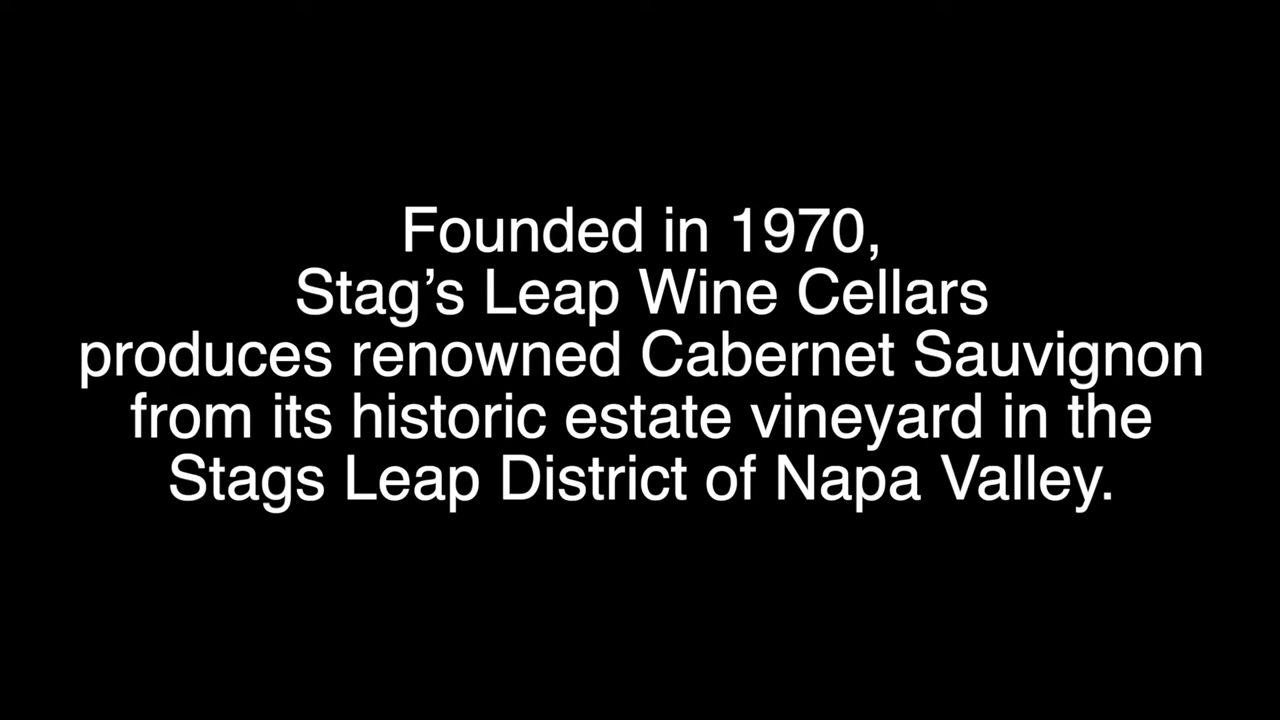 Founded in 1970,
Stag’s Leap Wine Cellars
produces renowned Cabernet Sauvignon
from its historic estate vineyard in the
Stags Leap District of Napa Valley.